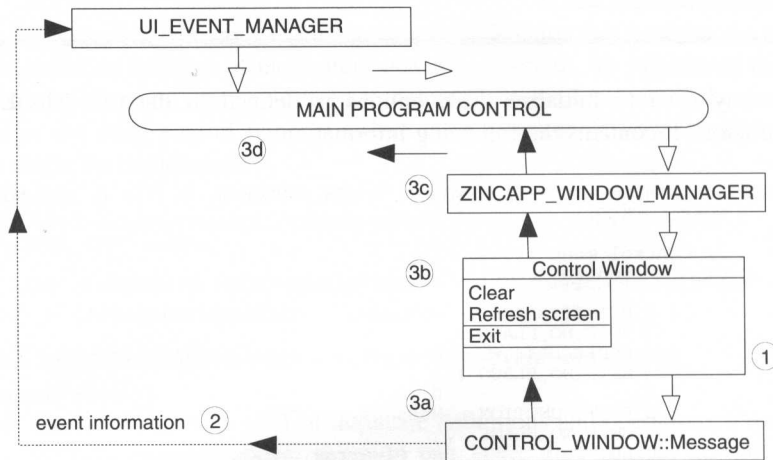 UI_EVENT_MANAGER
MAIN PROGRAM CONTROL
3d
3c
ZINCAPP_WINDOW_MANAGER
3b
Control Window
Clear
Refresh screen
Exit
1
3a
event information 2
CONTROL_WINDOW::Message